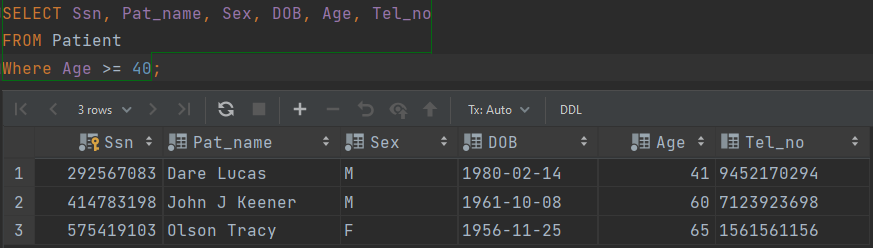 SELECT Ssn, Pat_name, Sex, DOB, Age, Tel_no
FROM Patient
Where Age >= 40;
3 rows Tx: Auto DDL
Ssn Pat_name Sex DOB Age Tel_no
1 292567083 Dare Lucas M 1980-02-14 41 9452170294
2 414783198 John J Keener M 1961-10-08 60 7123923698
3 575419103 Olson Tracy F 1956-11-25 65 1561561156